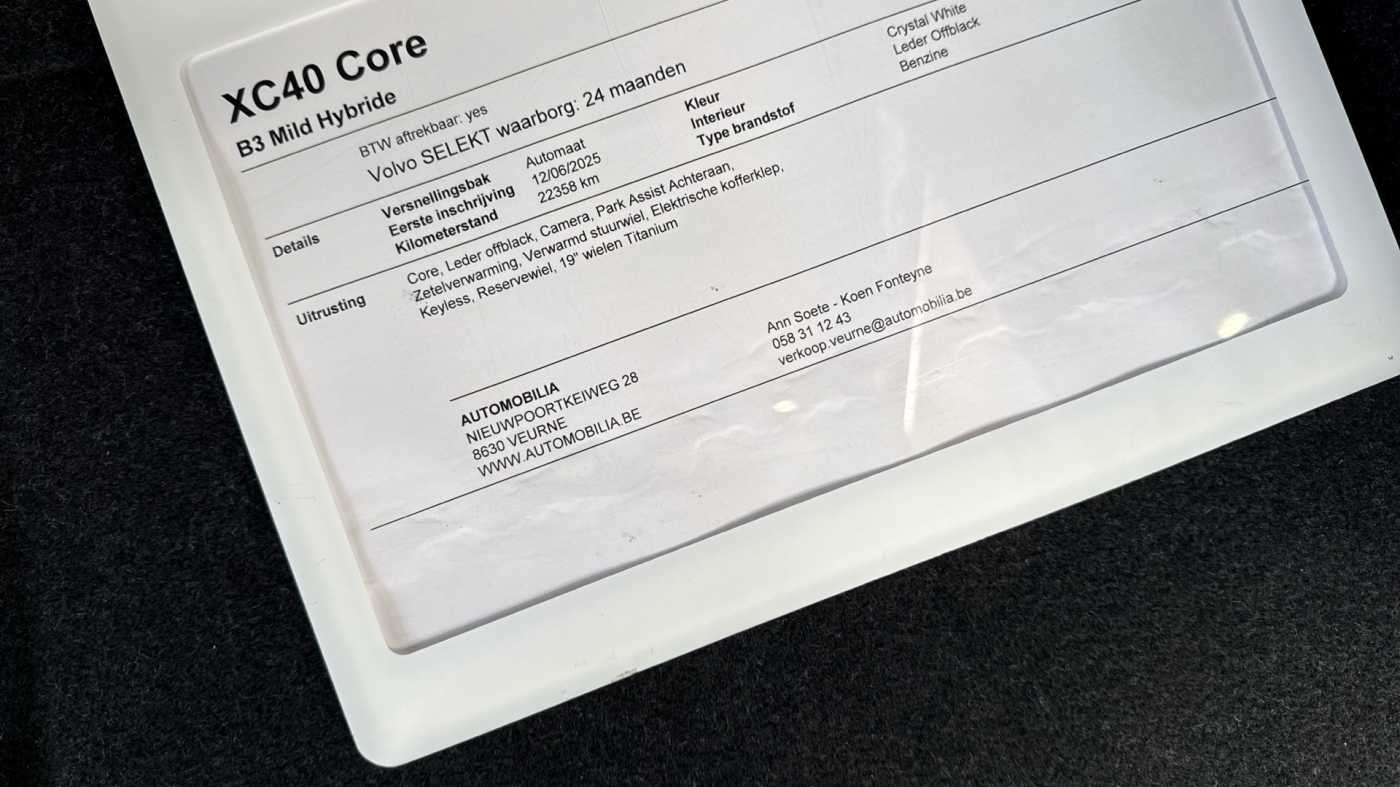 XC40 Core
B3 Mild Hybride
BTW aftrekbaar: yes
Volvo SELEKT waarborg: 24 maanden
Details
Versnellingsbak Automaat
Eerste inschrijving 12/06/2025
Kilometerstand 22358 km
Kleur Crystal White
Interieur Leder Offblack
Type brandstof Benzine
Uitrusting
Core, Leder offblack, Camera, Park Assist Achteraan,
Zetelverwarming, Verwarmd stuurwiel, Elektrische kofferklep,
Keyless, Reservewiel, 19" wielen Titanium
AUTOMOBILIA
NIEUWPOORTKEIWEG 28
8630 VEURNE
WWW.AUTOMOBILIA.BE
Ann Soete - Koen Fonteyne
058 31 12 43
verkoop.veurne@automobilia.be